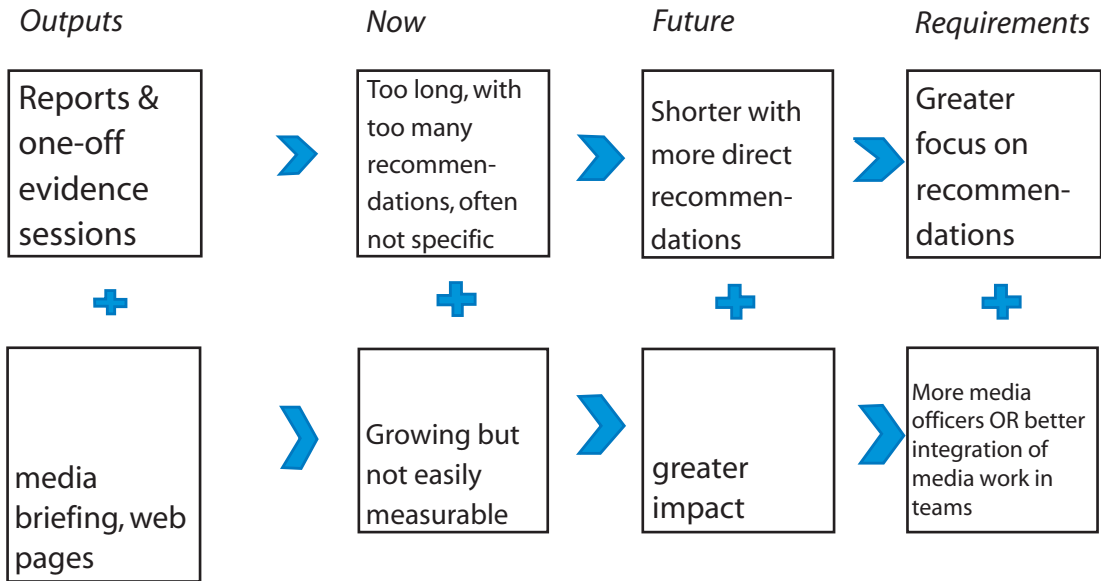 Outputs
Now
Future
Requirements
Reports &
one-off
evidence
sessions
Too long, with
too many
recommen-
dations, often
not specific
Shorter with
more direct
recommen-
dations
Greater
focus on
recommen-
dations
media
briefing, web
pages
Growing but
not easily
measurable
greater
impact
More media
officers OR better
integration of
media work in
teams